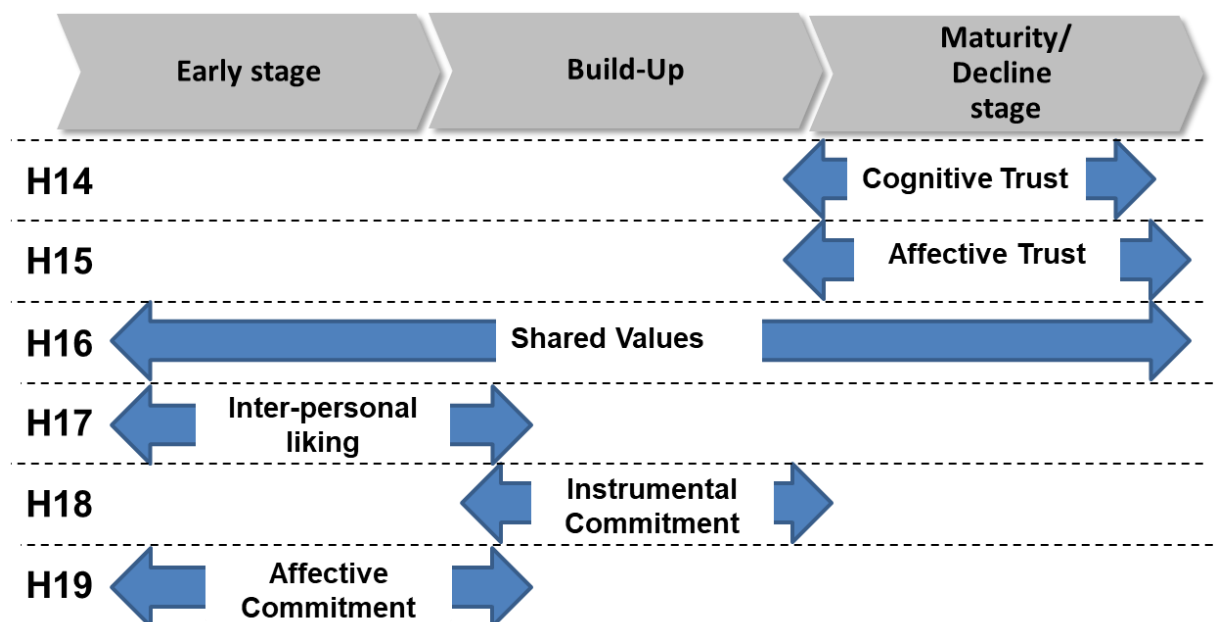 Early stage
Build-Up
Maturity/
Decline
stage
H14
Cognitive Trust
H15
Affective Trust
H16
Shared Values
H17
Inter-personal
liking
H18
Instrumental
Commitment
H19
Affective
Commitment